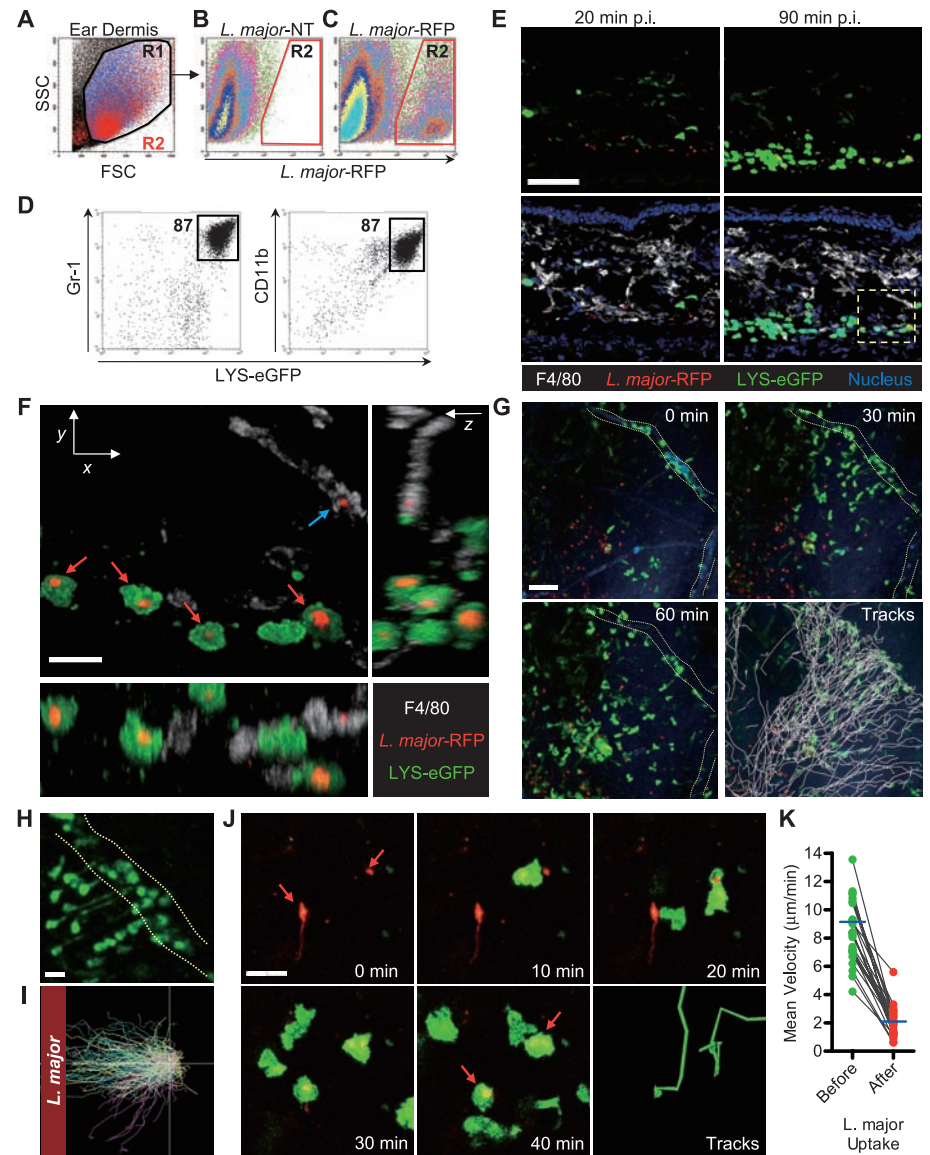 A
Ear Dermis
R1
SSC
R2
FSC
B
L. major-NT
R2
C
L. major-RFP
R2
L. major-RFP
D
87
Gr-1
87
CD11b
LYS-eGFP
E
20 min p.i.
90 min p.i.
F4/80
L. major-RFP
LYS-eGFP
Nucleus
F
y
x
z
F4/80
L. major-RFP
LYS-eGFP
G
0 min
30 min
60 min
Tracks
H
I
L. major
J
0 min
10 min
20 min
30 min
40 min
Tracks
K
Mean Velocity (µm/min)
14
12
10
8
6
4
2
0
Before
After
L. major
Uptake